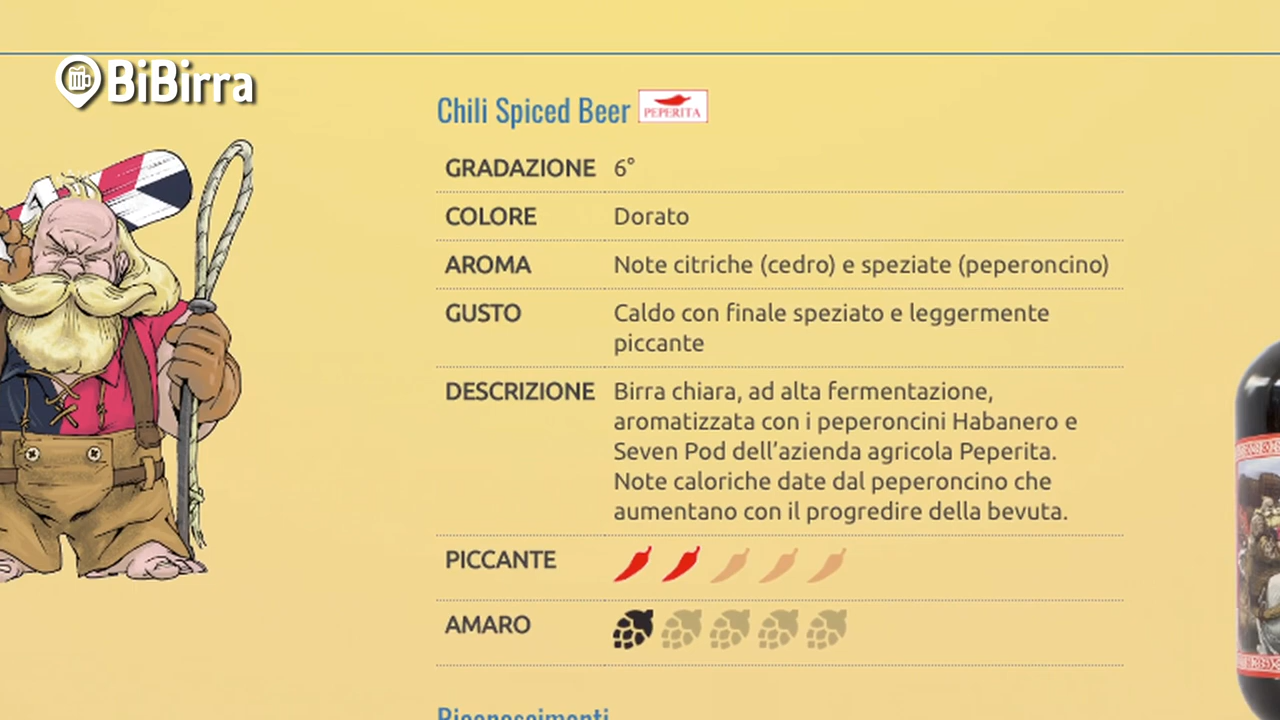 BiBirra
Chili Spiced Beer PEPERITA
GRADAZIONE 6°
COLORE Dorato
AROMA Note citriche (cedro) e speziate (peperoncino)
GUSTO Caldo con finale speziato e leggermente
piccante
DESCRIZIONE Birra chiara, ad alta fermentazione,
aromatizzata con i peperoncini Habanero e
Seven Pod dell’azienda agricola Peperita.
Note caloriche date dal peperoncino che
aumentano con il progredire della bevuta.
PICCANTE
AMARO
Riconoscimenti